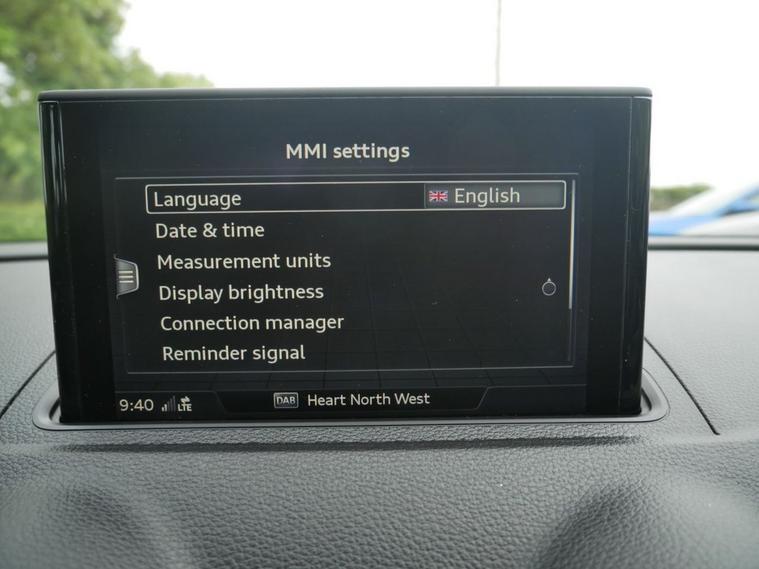 MMI settings
Language English
Date & time
Measurement units
Display brightness
Connection manager
Reminder signal
9:40 LTE DAB Heart North West